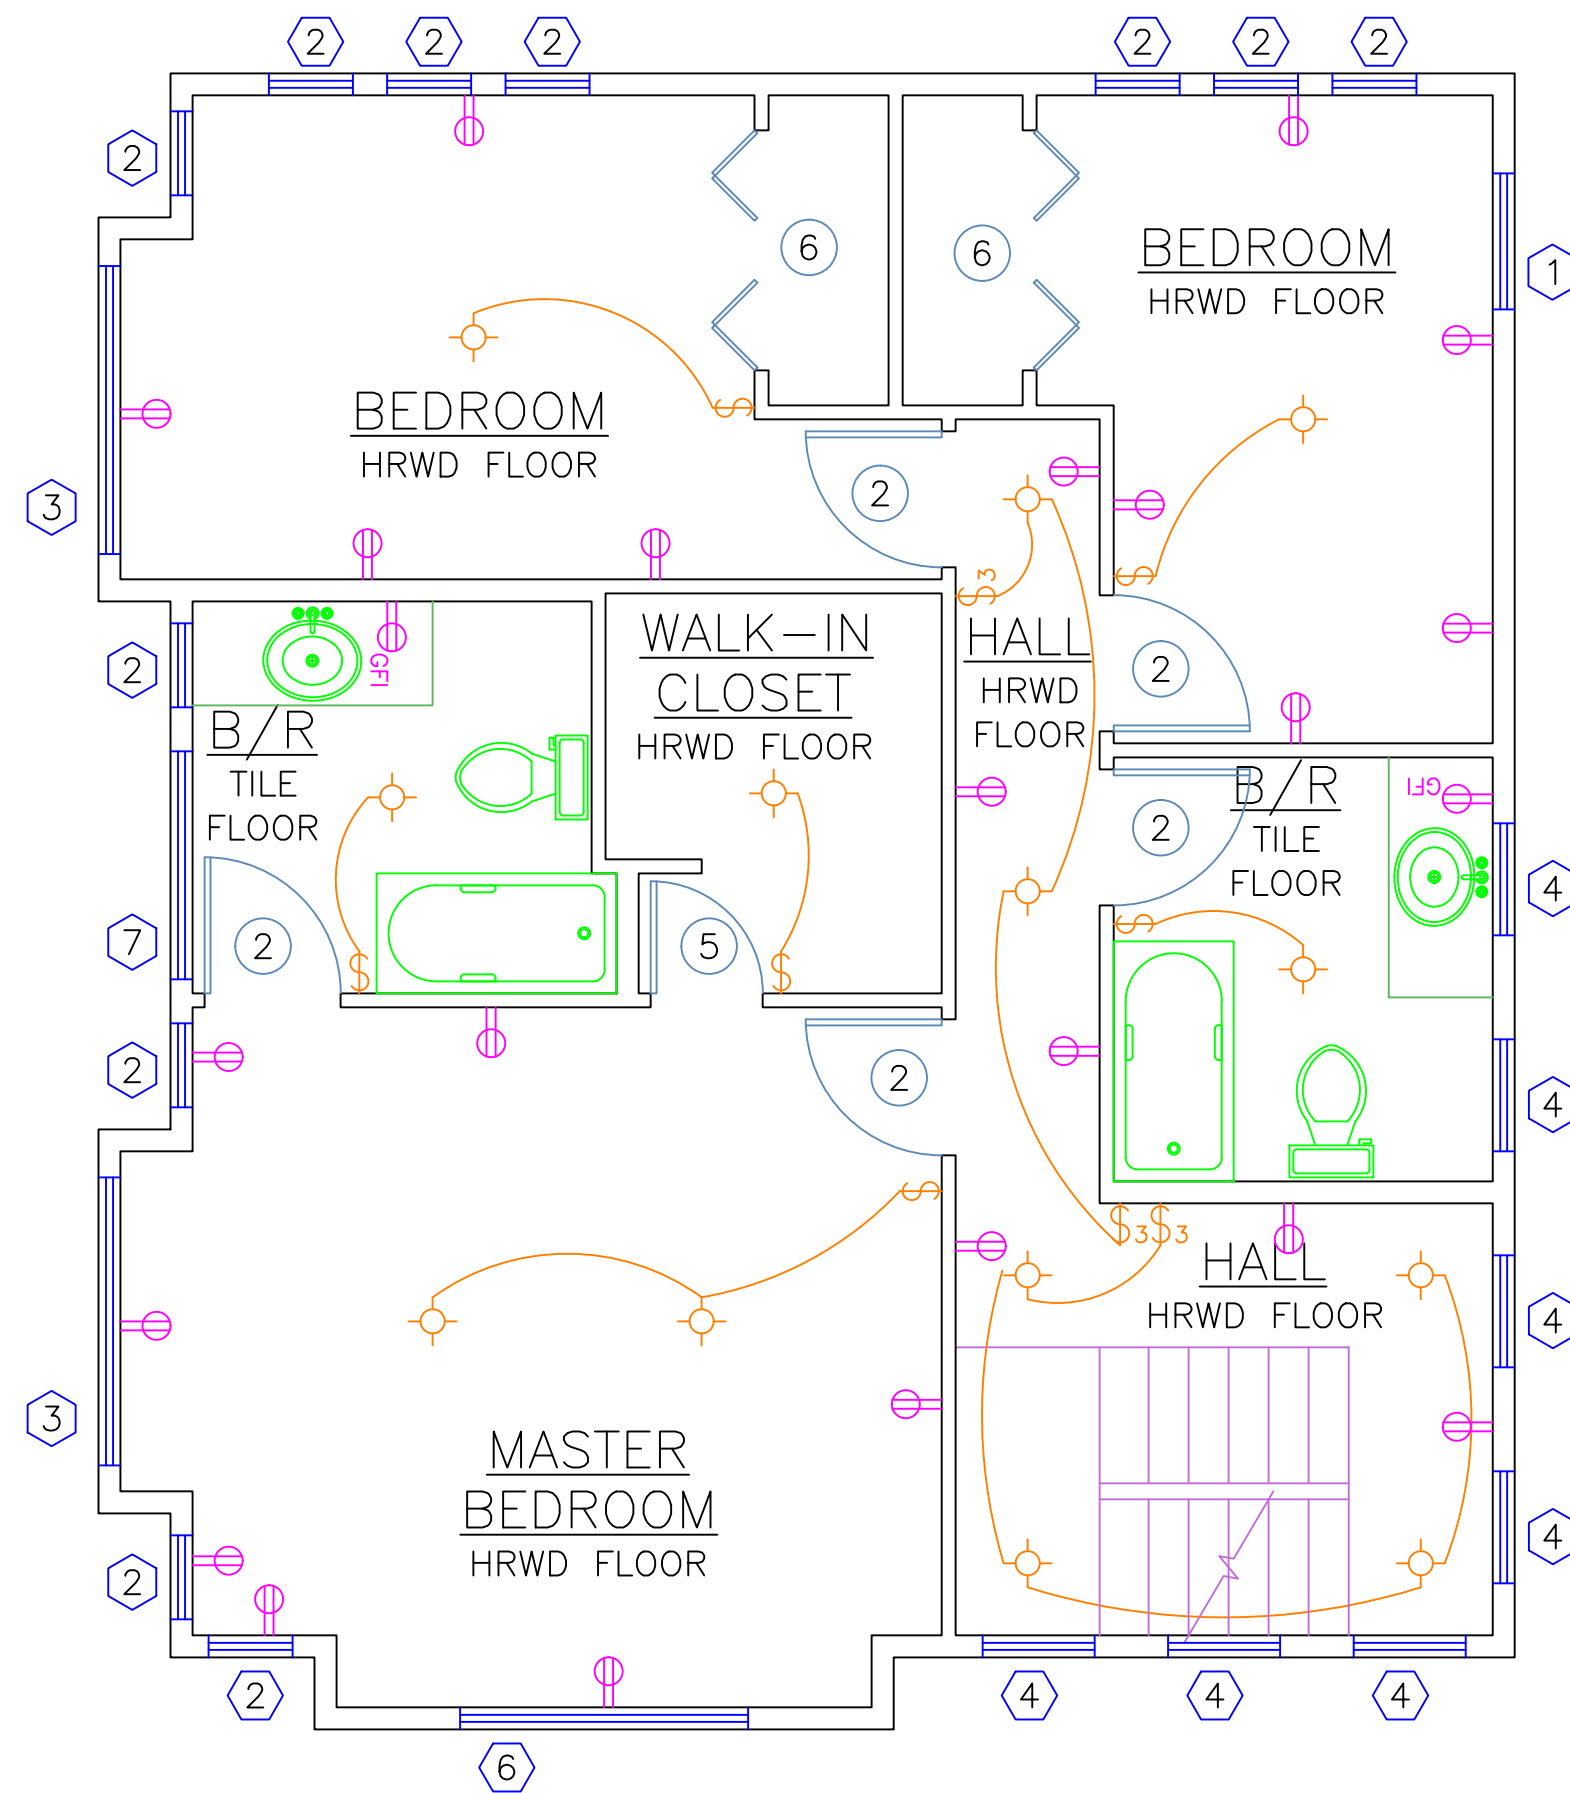 2 2 2 2 2 2
2
BEDROOM
HRWD FLOOR
6
6
1
BEDROOM
HRWD FLOOR
$
$
2
3
$ 3
2
GFI
2
WALK-IN
CLOSET
HRWD FLOOR
HALL
HRWD
FLOOR
B/R
TILE
FLOOR
B/R
TILE
FLOOR
GFI
2
4
7
2
5
$
$
$
2
2
4
$
$ 3
$ 3
HALL
HRWD FLOOR
4
3
MASTER
BEDROOM
HRWD FLOOR
4
2
2
4 4 4
6